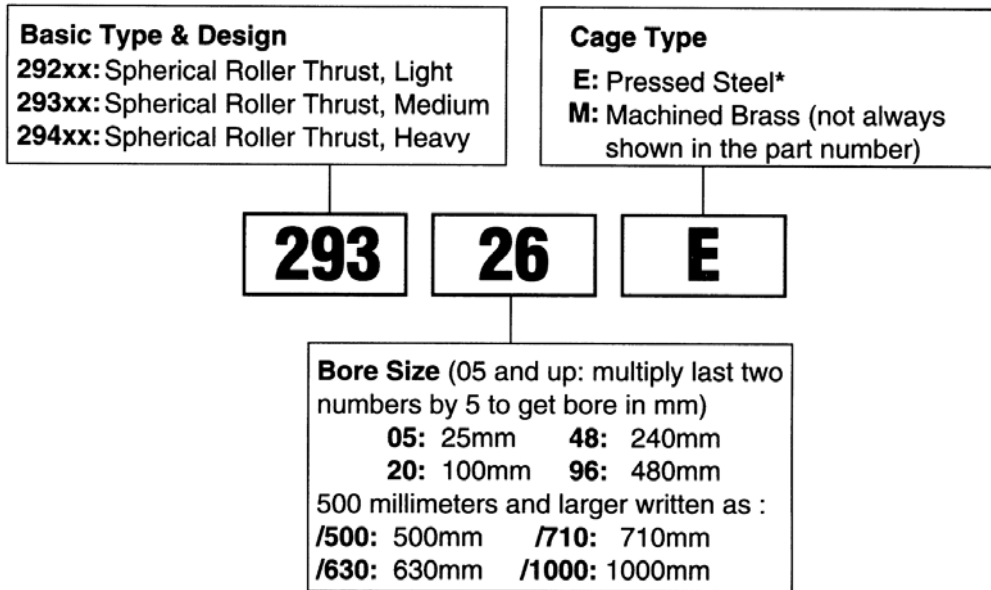 Basic Type & Design
292xx: Spherical Roller Thrust, Light
293xx: Spherical Roller Thrust, Medium
294xx: Spherical Roller Thrust, Heavy
Cage Type
E: Pressed Steel*
M: Machined Brass (not always
shown in the part number)
293 26 E
Bore Size (05 and up: multiply last two
numbers by 5 to get bore in mm)
05: 25mm 48: 240mm
20: 100mm 96: 480mm
500 millimeters and larger written as :
/500: 500mm /710: 710mm
/630: 630mm /1000: 1000mm